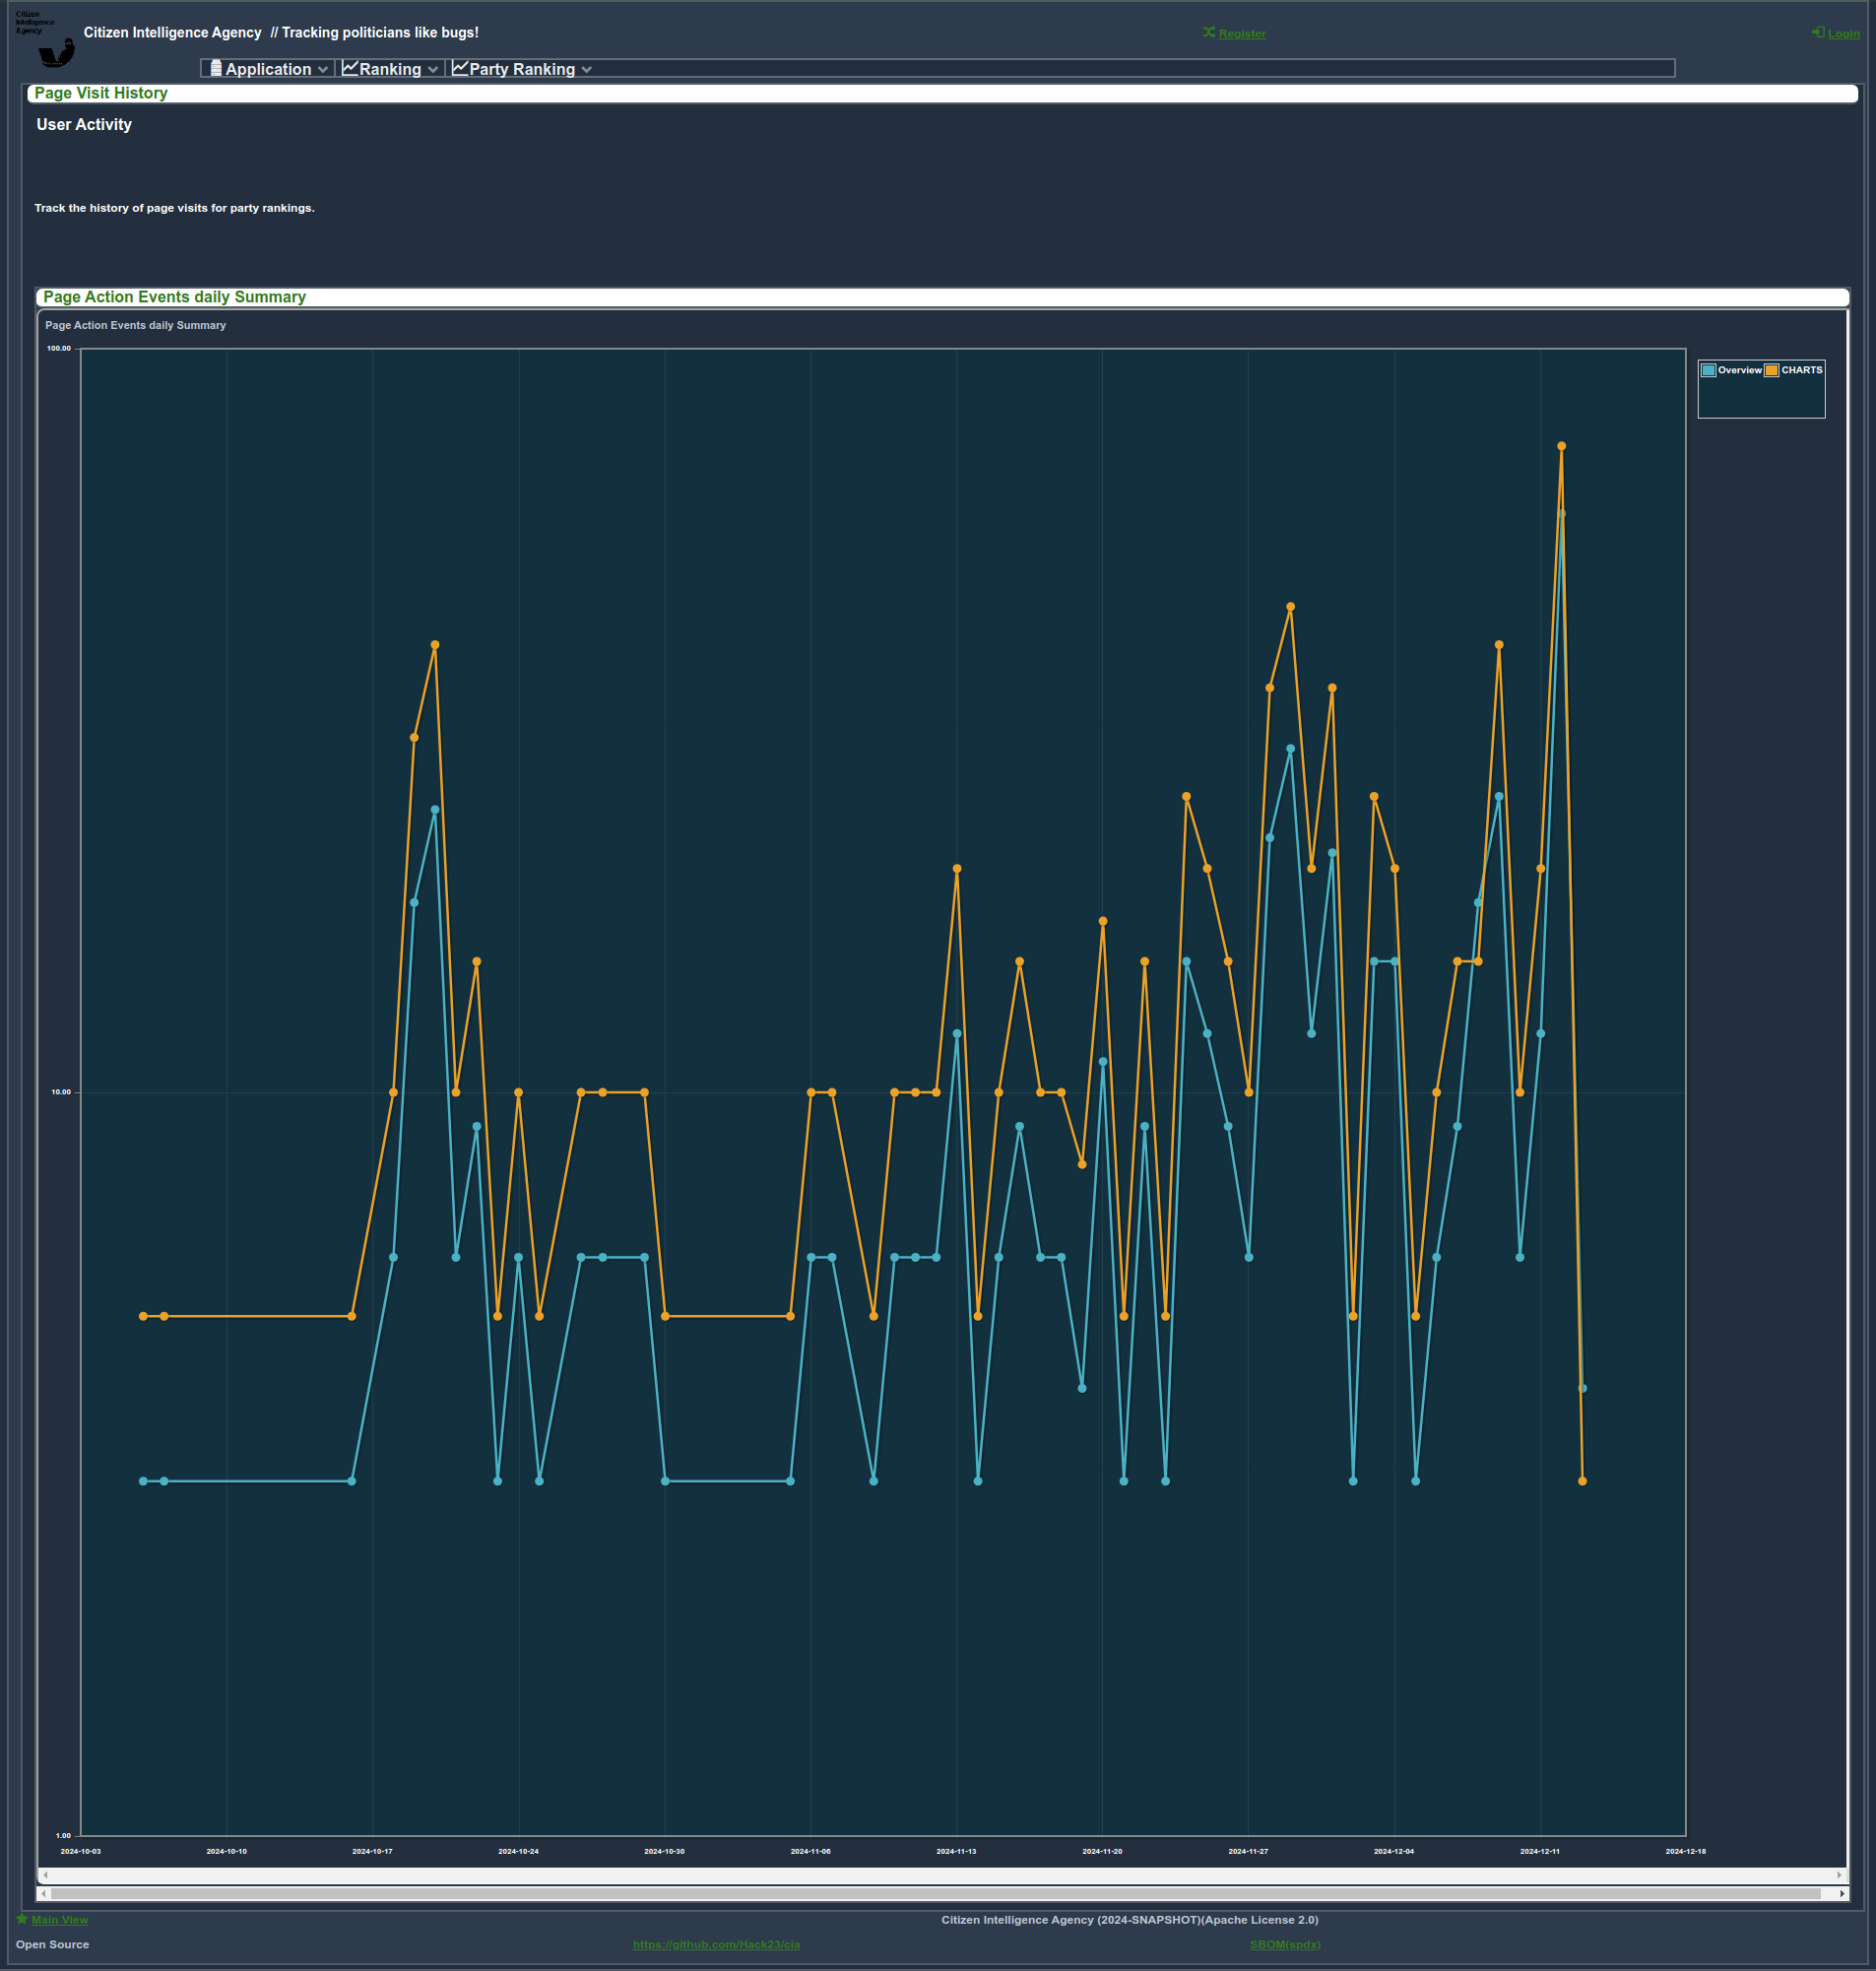 Citizen
Intelligence
Agency
Citizen Intelligence Agency // Tracking politicians like bugs!
Register
Login
Application
Ranking
Party Ranking
Page Visit History
User Activity
Track the history of page visits for party rankings.
Page Action Events daily Summary
Page Action Events daily Summary
100.00
Overview CHARTS
10.00
1.00
2024-10-03 2024-10-10 2024-10-17 2024-10-24 2024-10-30 2024-11-06 2024-11-13 2024-11-20 2024-11-27 2024-12-04 2024-12-11 2024-12-18
Main View
Citizen Intelligence Agency (2024-SNAPSHOT)(Apache License 2.0)
Open Source
https://github.com/Hack23/cia
SBOM(spdx)